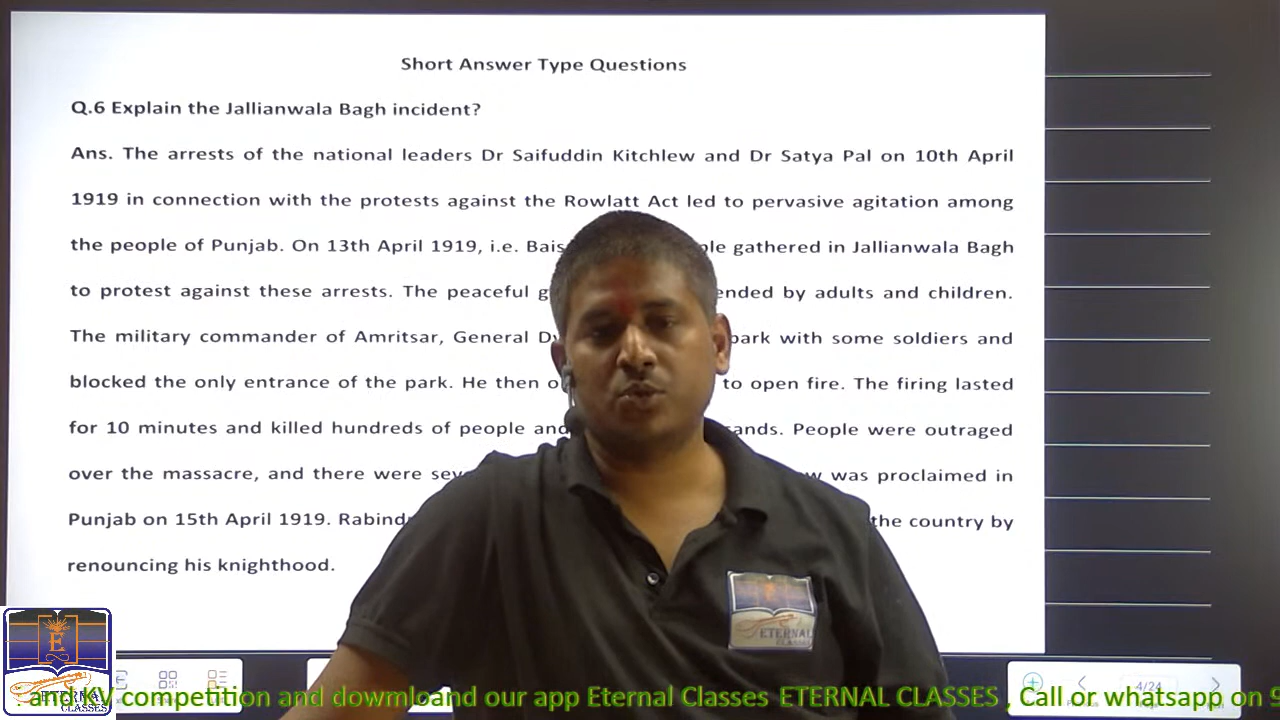 Short Answer Type Questions
Q.6 Explain the Jallianwala Bagh incident?
Ans. The arrests of the national leaders Dr Saifuddin Kitchlew and Dr Satya Pal on 10th April
1919 in connection with the protests against the Rowlatt Act led to pervasive agitation among
the people of Punjab. On 13th April 1919, i.e. gathered in Jallianwala Bagh
to protest against these arrests. The peaceful by adults and children.
The military commander of Amritsar, General park with some soldiers and
blocked the only entrance of the park. He then to open fire. The firing lasted
for 10 minutes and killed hundreds of people and People were outraged
over the massacre, and there were was proclaimed in
Punjab on 15th April 1919. the country by
renouncing his knighthood.
E
ETERNAL
CLASSES
ETERNAL
CLASSES
4/24
and KV competition and dowmloand our app Eternal Classes ETERNAL CLASSES , Call or whatsapp on 9